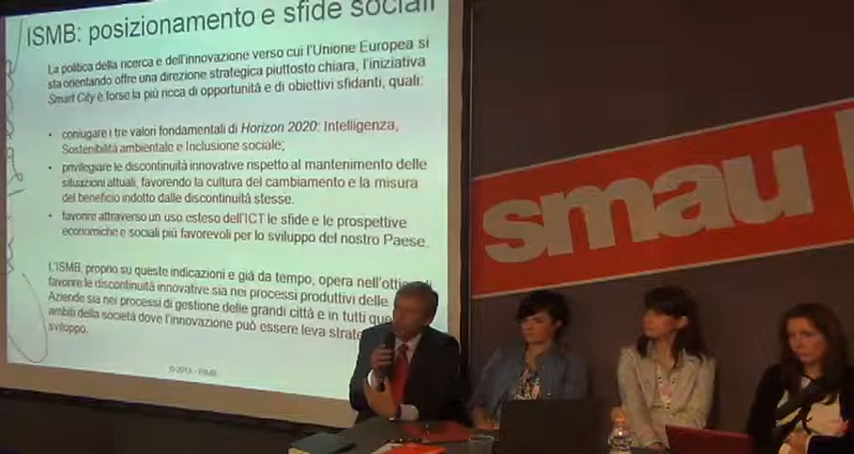 ISMB: posizionamento e sfide sociali
La politica della ricerca e dell'innovazione verso cui l'Unione Europea si
sta orientando offre una direzione strategica piuttosto chiara, l'iniziativa
Smart City è forse la più ricca di opportunità e di obiettivi sfidanti, quali:
• coniugare i tre valori fondamentali di Horizon 2020: Intelligenza,
Sostenibilità ambientale e Inclusione sociale;
• privilegiare le discontinuità innovative rispetto al mantenimento delle
situazioni attuali, favorendo la cultura del cambiamento e la misura
del beneficio indotto dalle discontinuità stesse.
• favorire attraverso un uso esteso dell'ICT le sfide e le prospettive
economiche e sociali più favorevoli per lo sviluppo del nostro Paese.
L'ISMB, proprio su queste indicazioni e già da tempo, opera nell'
favorire le discontinuità innovative sia nei processi produttivi delle
Aziende sia nei processi di gestione delle grandi città e in tutti
ambiti della società dove l'innovazione può essere leva
sviluppo.
© 2013 - ISMB
smau